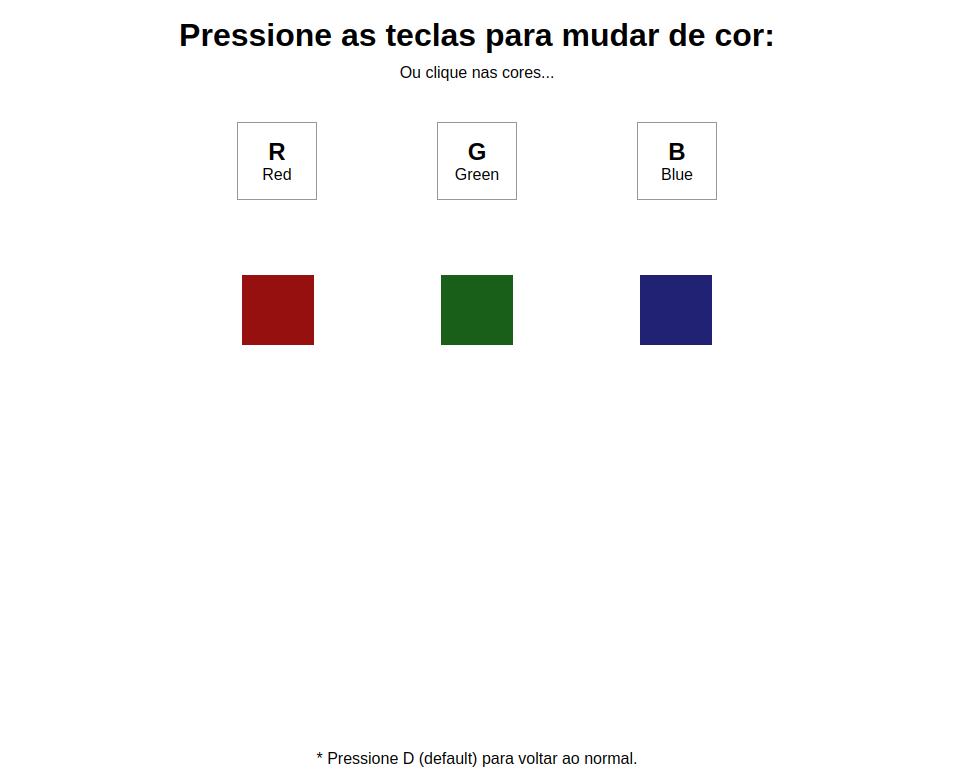 Pressione as teclas para mudar de cor:
Ou clique nas cores...
R G B
Red Green Blue
* Pressione D (default) para voltar ao normal.